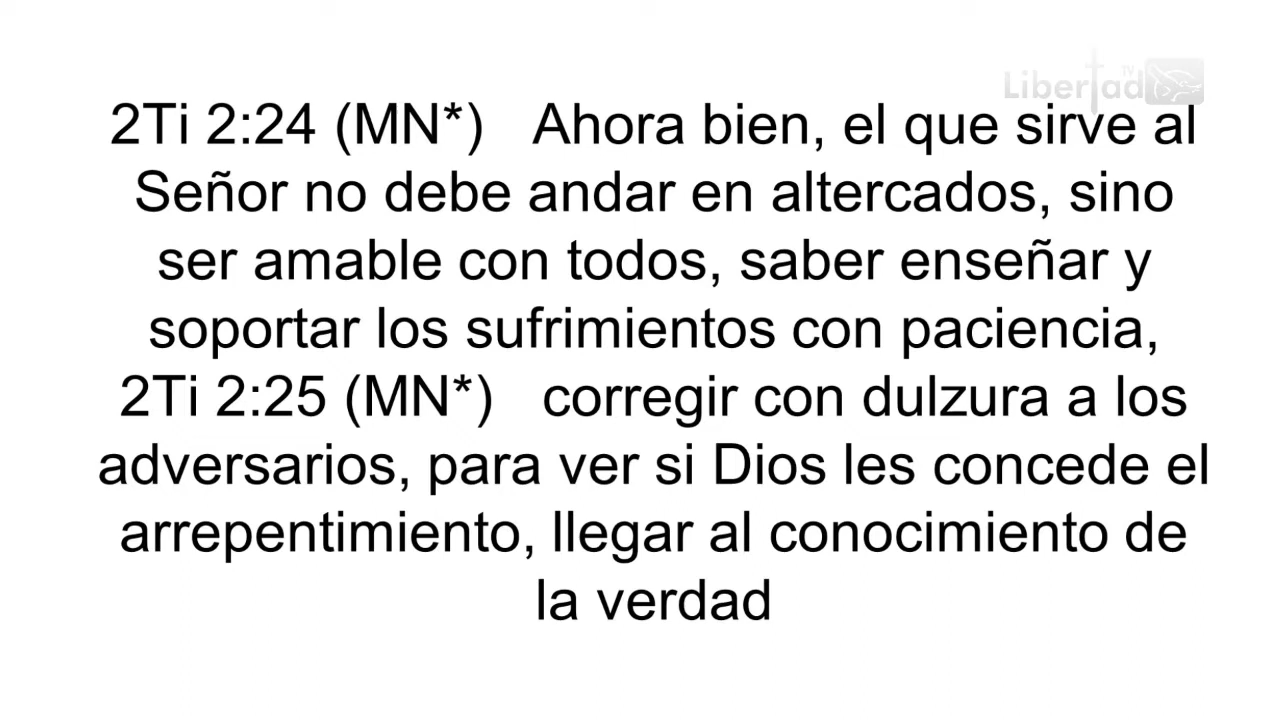 Libertad TV
2Ti 2:24 (MN*) Ahora bien, el que sirve al
Señor no debe andar en altercados, sino
ser amable con todos, saber enseñar y
soportar los sufrimientos con paciencia,
2Ti 2:25 (MN*) corregir con dulzura a los
adversarios, para ver si Dios les concede el
arrepentimiento, llegar al conocimiento de
la verdad